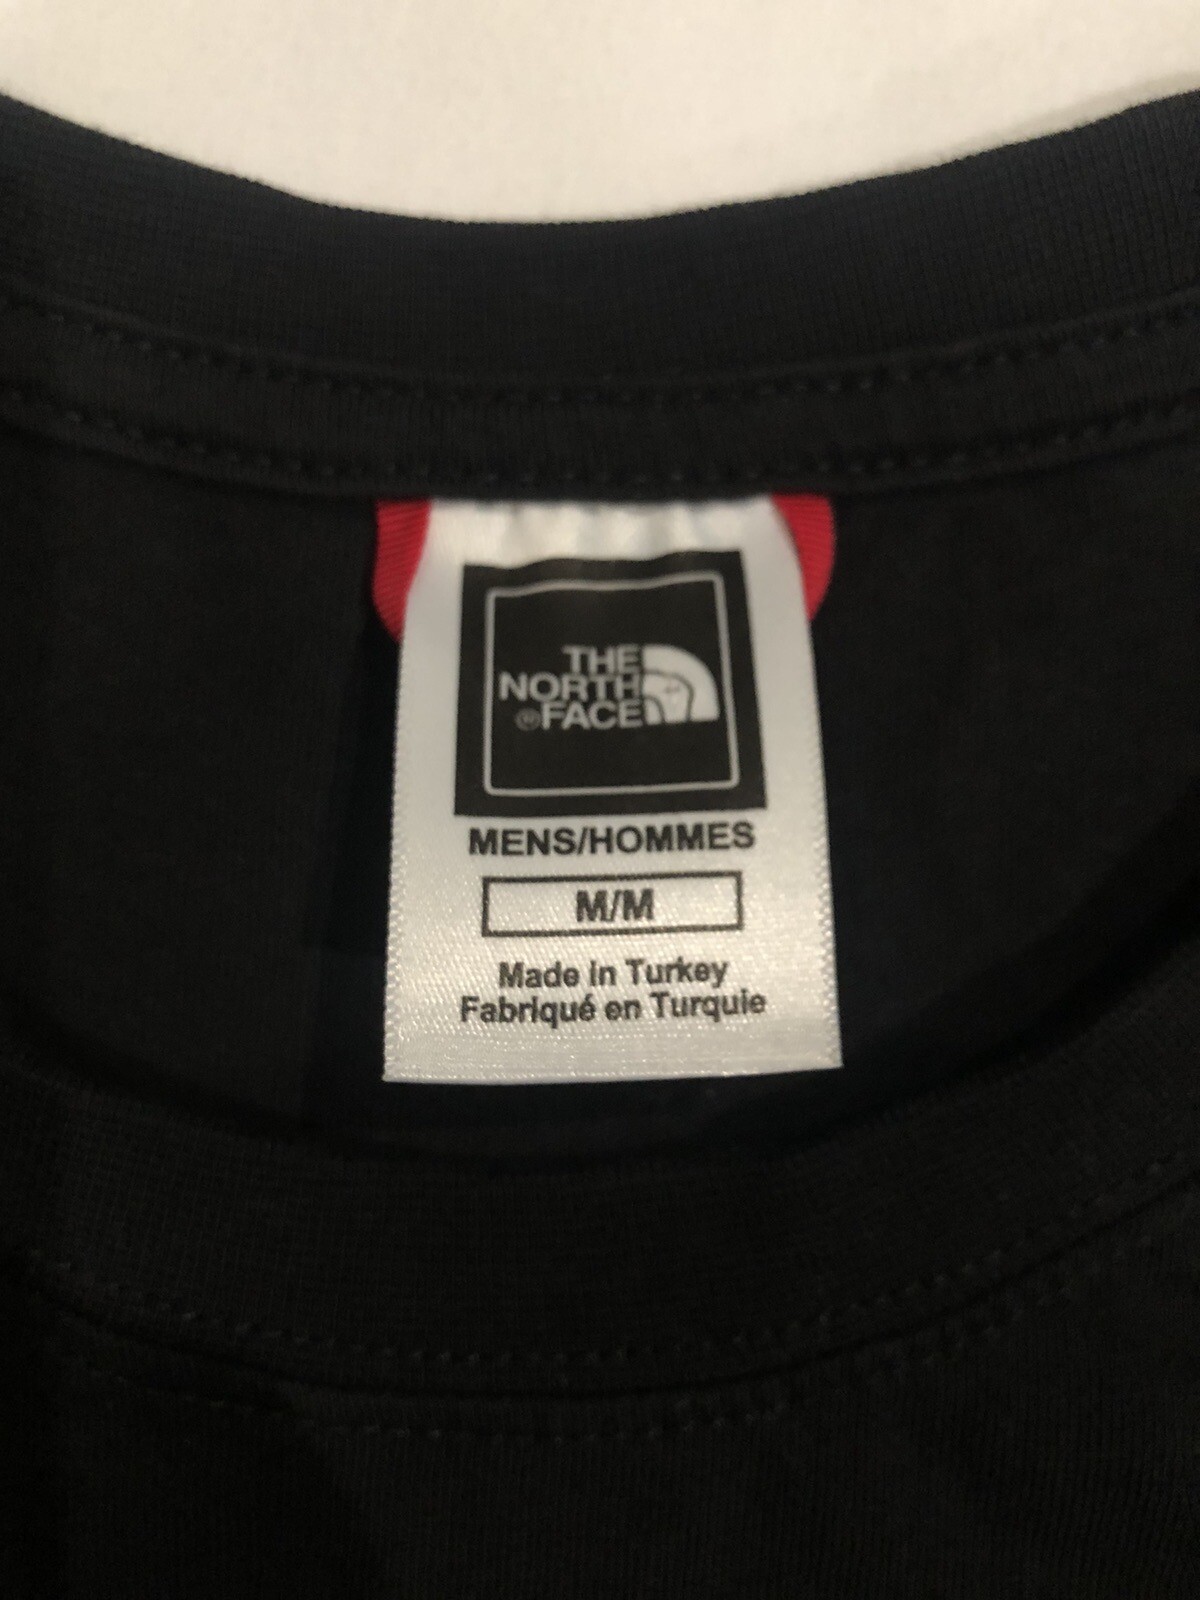 THE
NORTH
®FACE
MENS/HOMMES
M/M
Made in Turkey
Fabriqué en Turquie